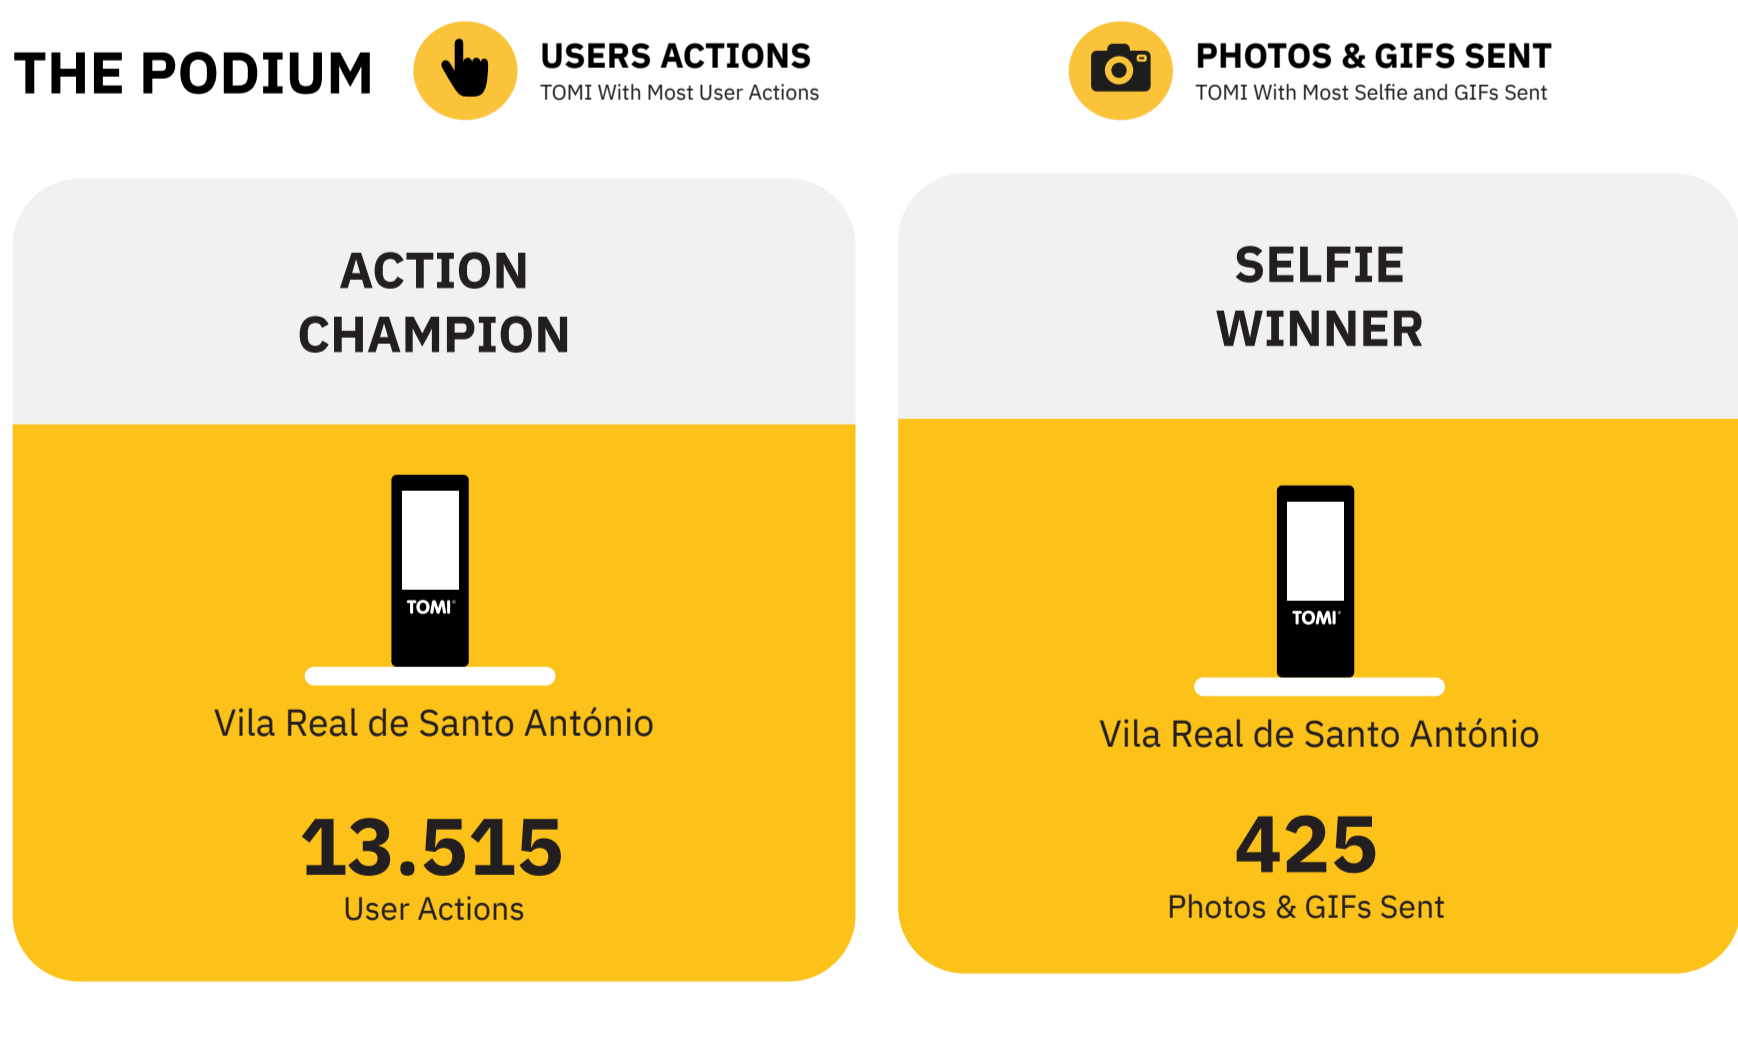 THE PODIUM
USERS ACTIONS
TOMI With Most User Actions
PHOTOS & GIFS SENT
TOMI With Most Selfie and GIFs Sent
ACTION
CHAMPION
TOMI
Vila Real de Santo António
13.515
User Actions
SELFIE
WINNER
TOMI
Vila Real de Santo António
425
Photos & GIFs Sent